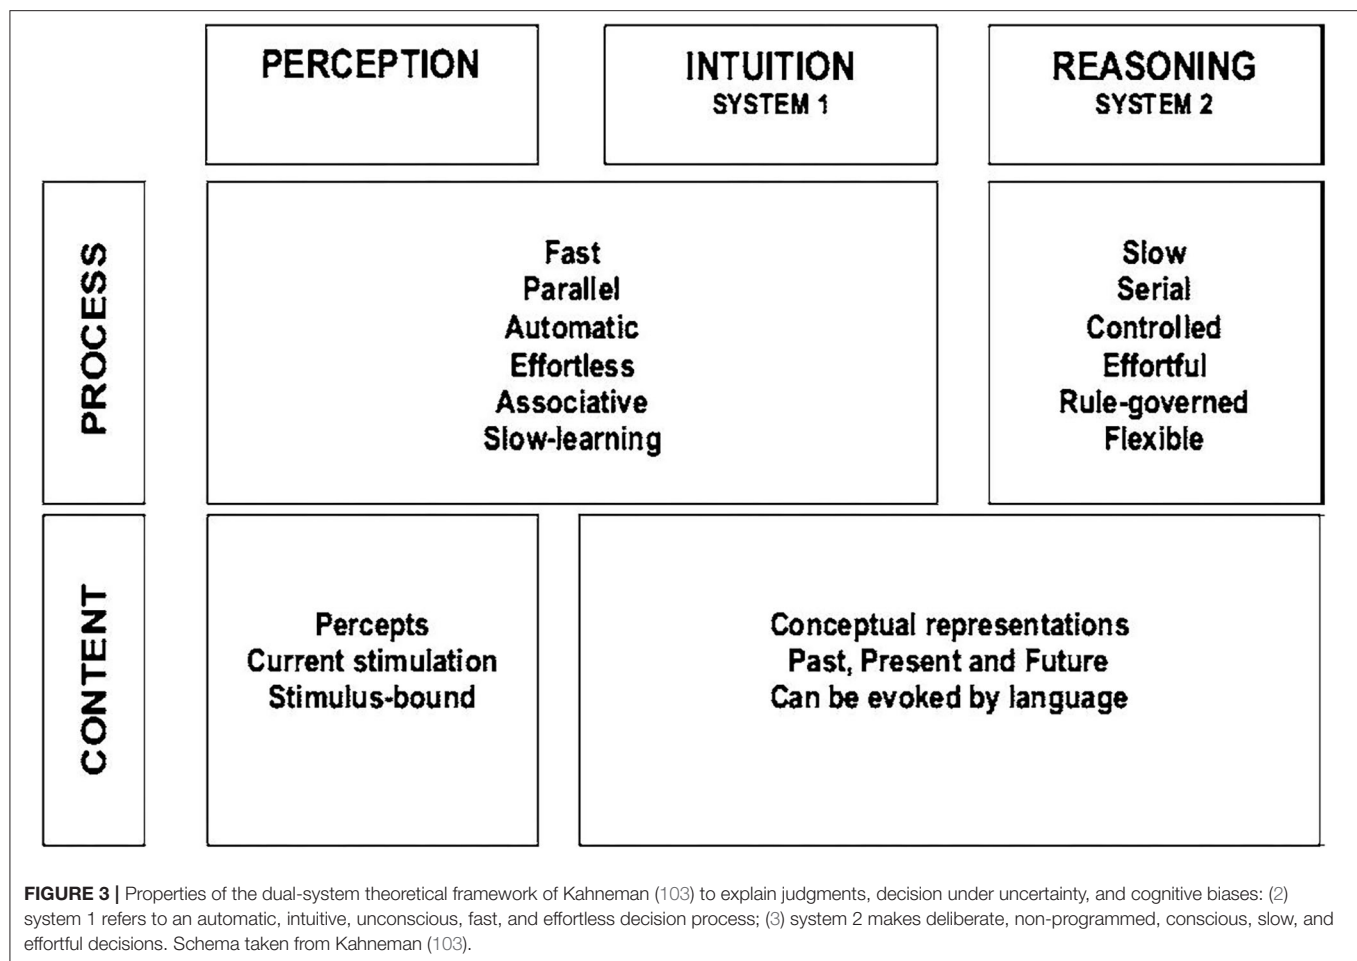 PERCEPTION
INTUITION
SYSTEM 1
REASONING
SYSTEM 2
PROCESS
Fast
Parallel
Automatic
Effortless
Associative
Slow-learning
Slow
Serial
Controlled
Effortful
Rule-governed
Flexible
CONTENT
Percepts
Current stimulation
Stimulus-bound
Conceptual representations
Past, Present and Future
Can be evoked by language
FIGURE 3 | Properties of the dual-system theoretical framework of Kahneman (103) to explain judgments, decision under uncertainty, and cognitive biases: (2)
system 1 refers to an automatic, intuitive, unconscious, fast, and effortless decision process; (3) system 2 makes deliberate, non-programmed, conscious, slow, and
effortful decisions. Schema taken from Kahneman (103).